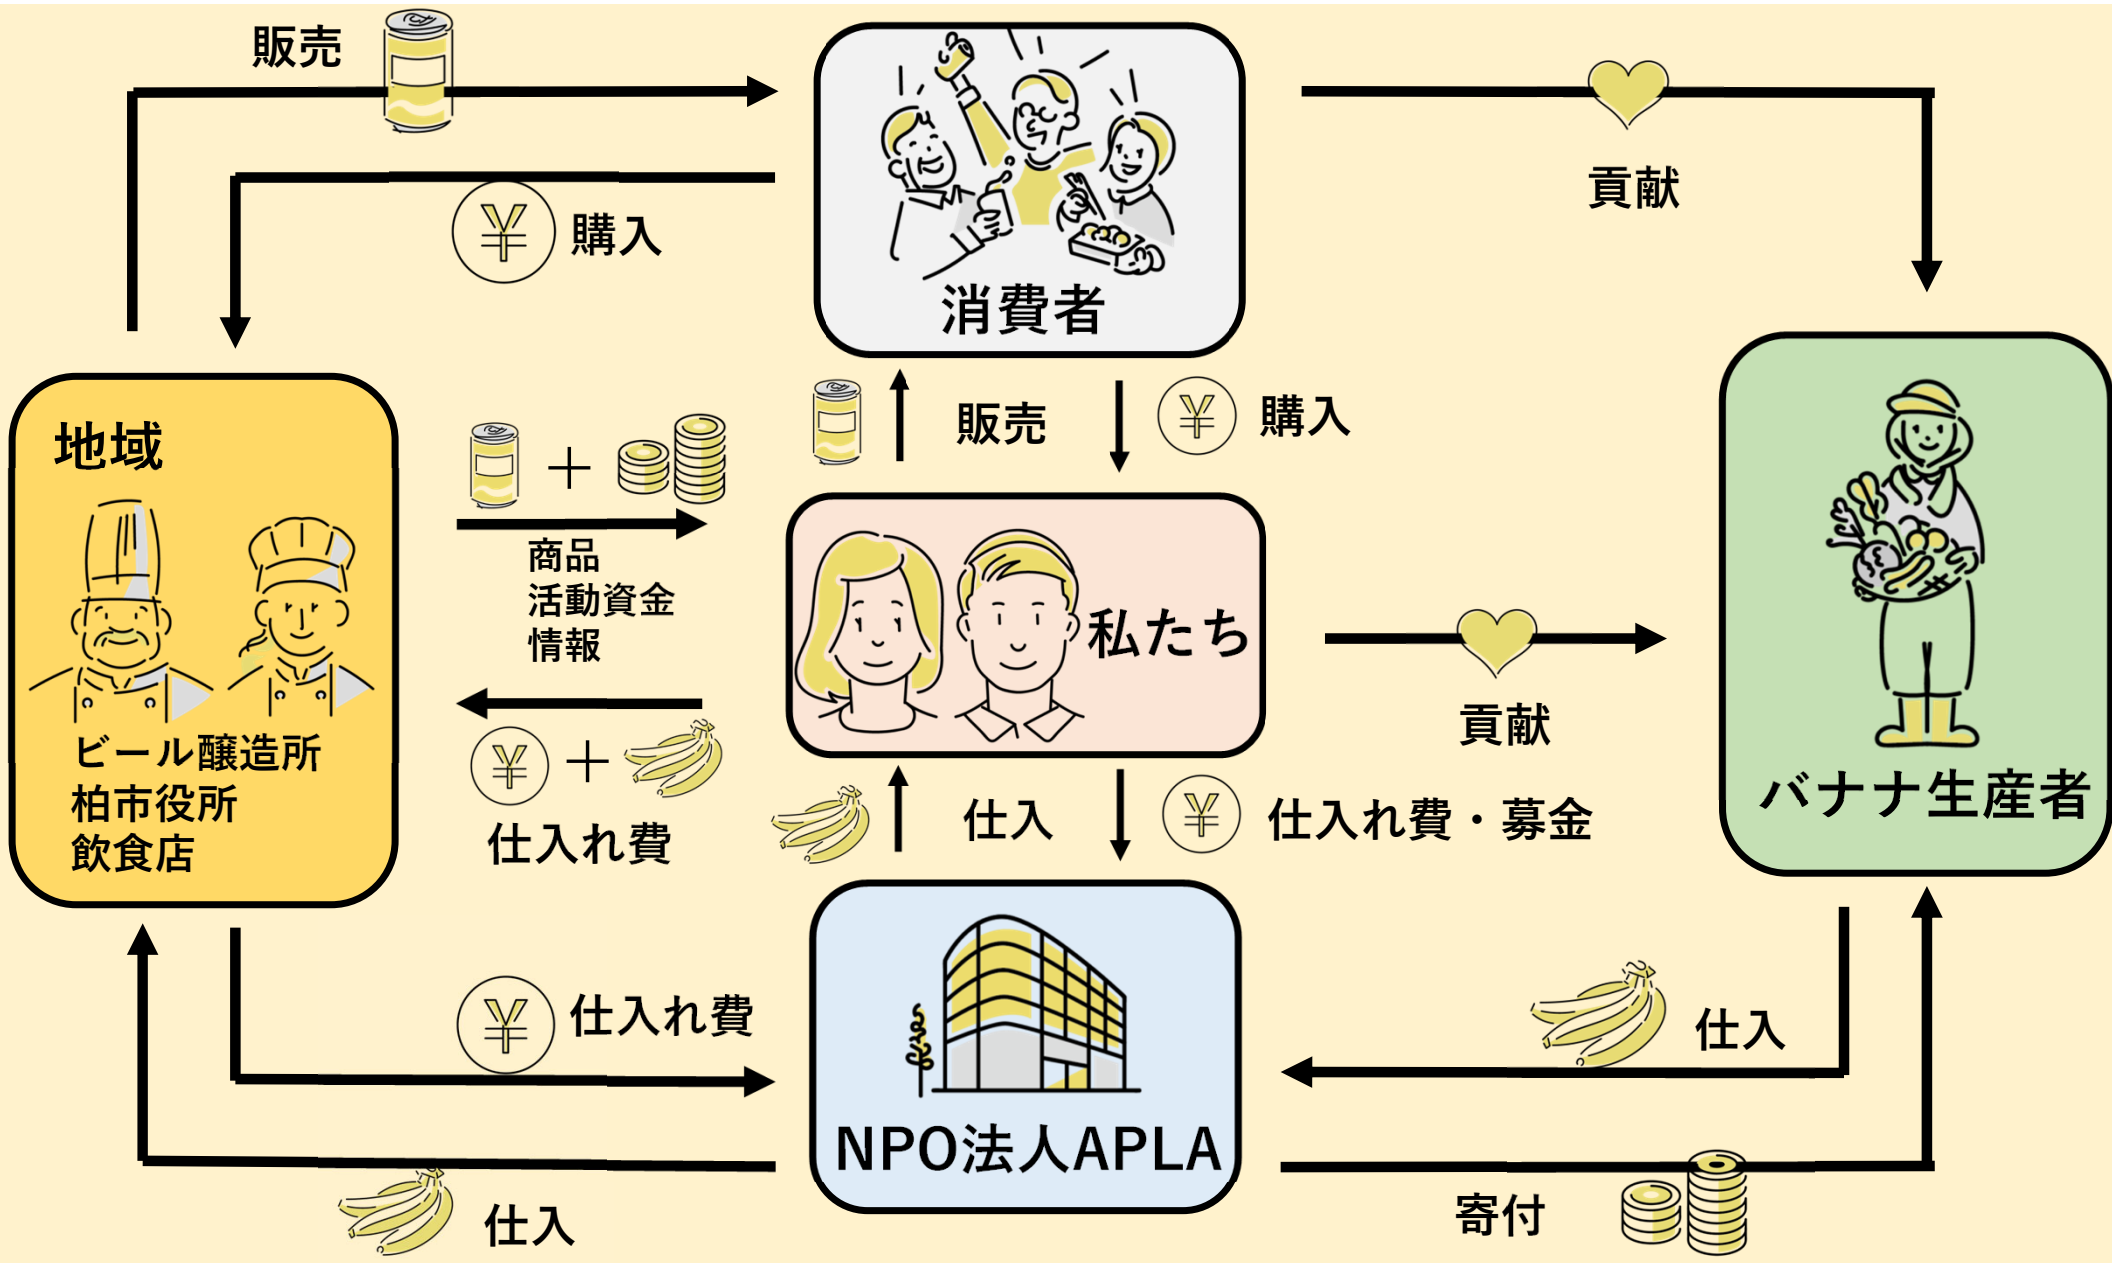 販売
購入
貢献
消費者
地域
ビール醸造所
柏市役所
飲食店
商品
活動資金
情報
仕入れ費
販売
購入
私たち
貢献
仕入
仕入れ費・募金
バナナ生産者
仕入れ費
仕入
NPO法人APLA
仕入
寄付